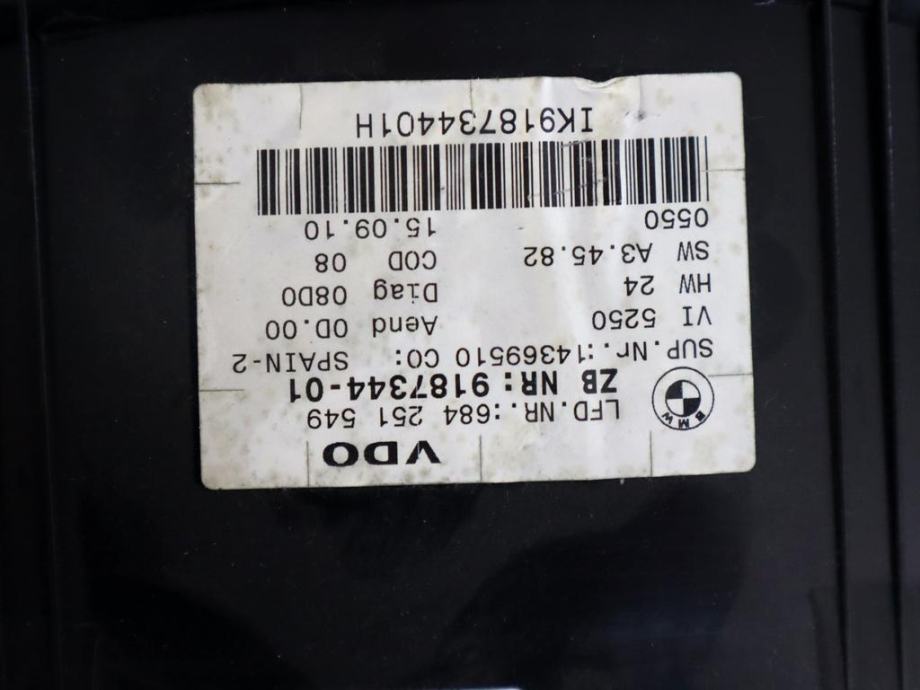 VDO
BMW
LFD.NR.:684 251 549
ZB NR:9187344-01
SUP.Nr.:14369510 CO: SPAIN-2
VI 5250 Aend 0D.00
HW 24 Diag 08D0
SW A3.45.82 COD 08
0550 15.09.10
IK918734401H